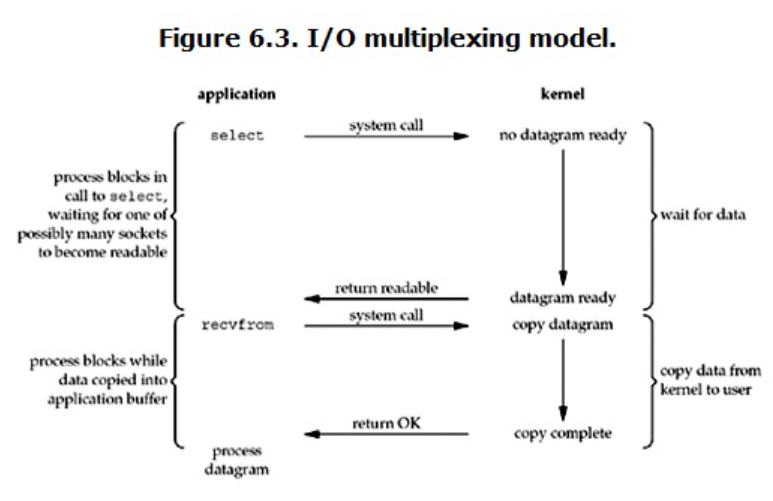 Figure 6.3. I/O multiplexing model.
application
kernel
select
system call
no datagram ready
process blocks in
call to select,
waiting for one of
possibly many sockets
to become readable
wait for data
return readable
datagram ready
recvfrom
system call
copy datagram
process blocks while
data copied into
application buffer
copy data from
kernel to user
return OK
copy complete
process
datagram